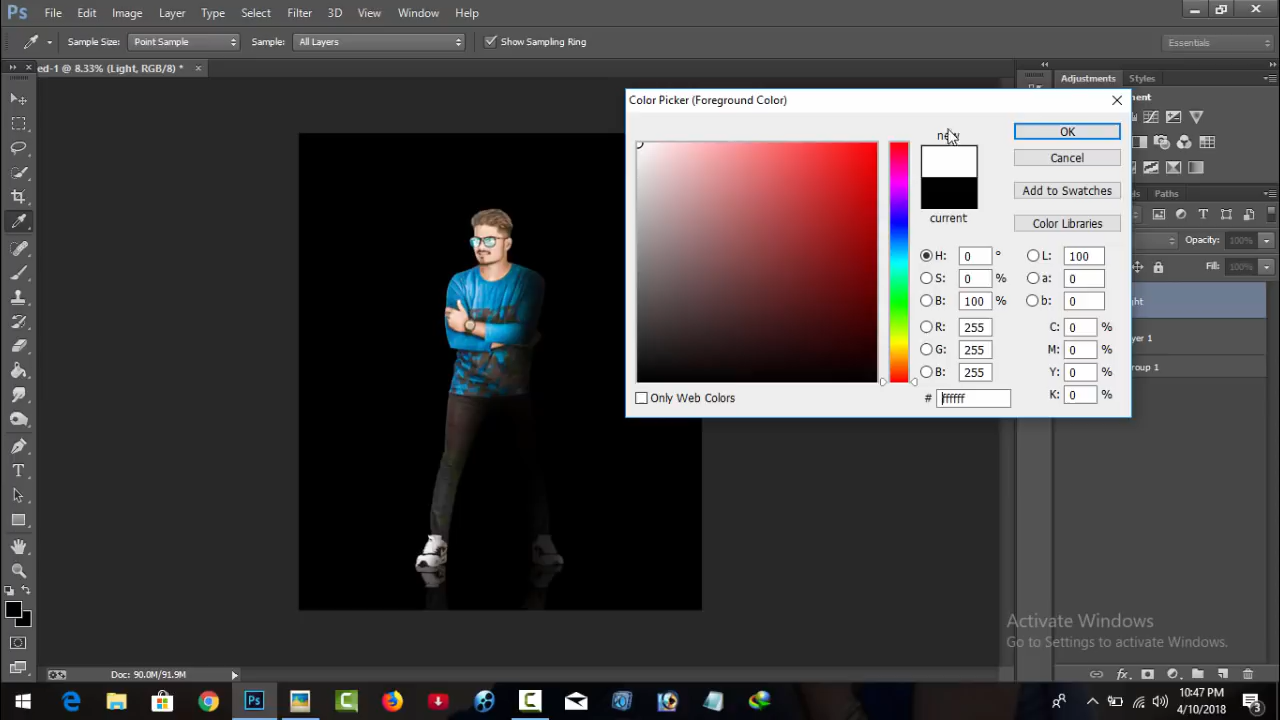 Ps File Edit Image Layer Type Select Filter 3D View Window Help
Sample Size: Point Sample Sample: All Layers Show Sampling Ring Essentials
ed-1 @ 8.33% (Light, RGB/8) * ×
Adjustments Styles
Color Picker (Foreground Color)
new
OK
Cancel
Add to Swatches
current
Color Libraries
H: 0 °
S: 0 %
B: 100 %
R: 255
G: 255
B: 255
# ffffff
L: 100
a: 0
b: 0
C: 0 %
M: 0 %
Y: 0 %
K: 0 %
Only Web Colors
Paths
Opacity: 100%
Fill: 100%
ght
yer 1
roup 1
Activate Windows
Go to Settings to activate Windows.
Doc: 90.0M/91.9M
10:47 PM
4/10/2018
3